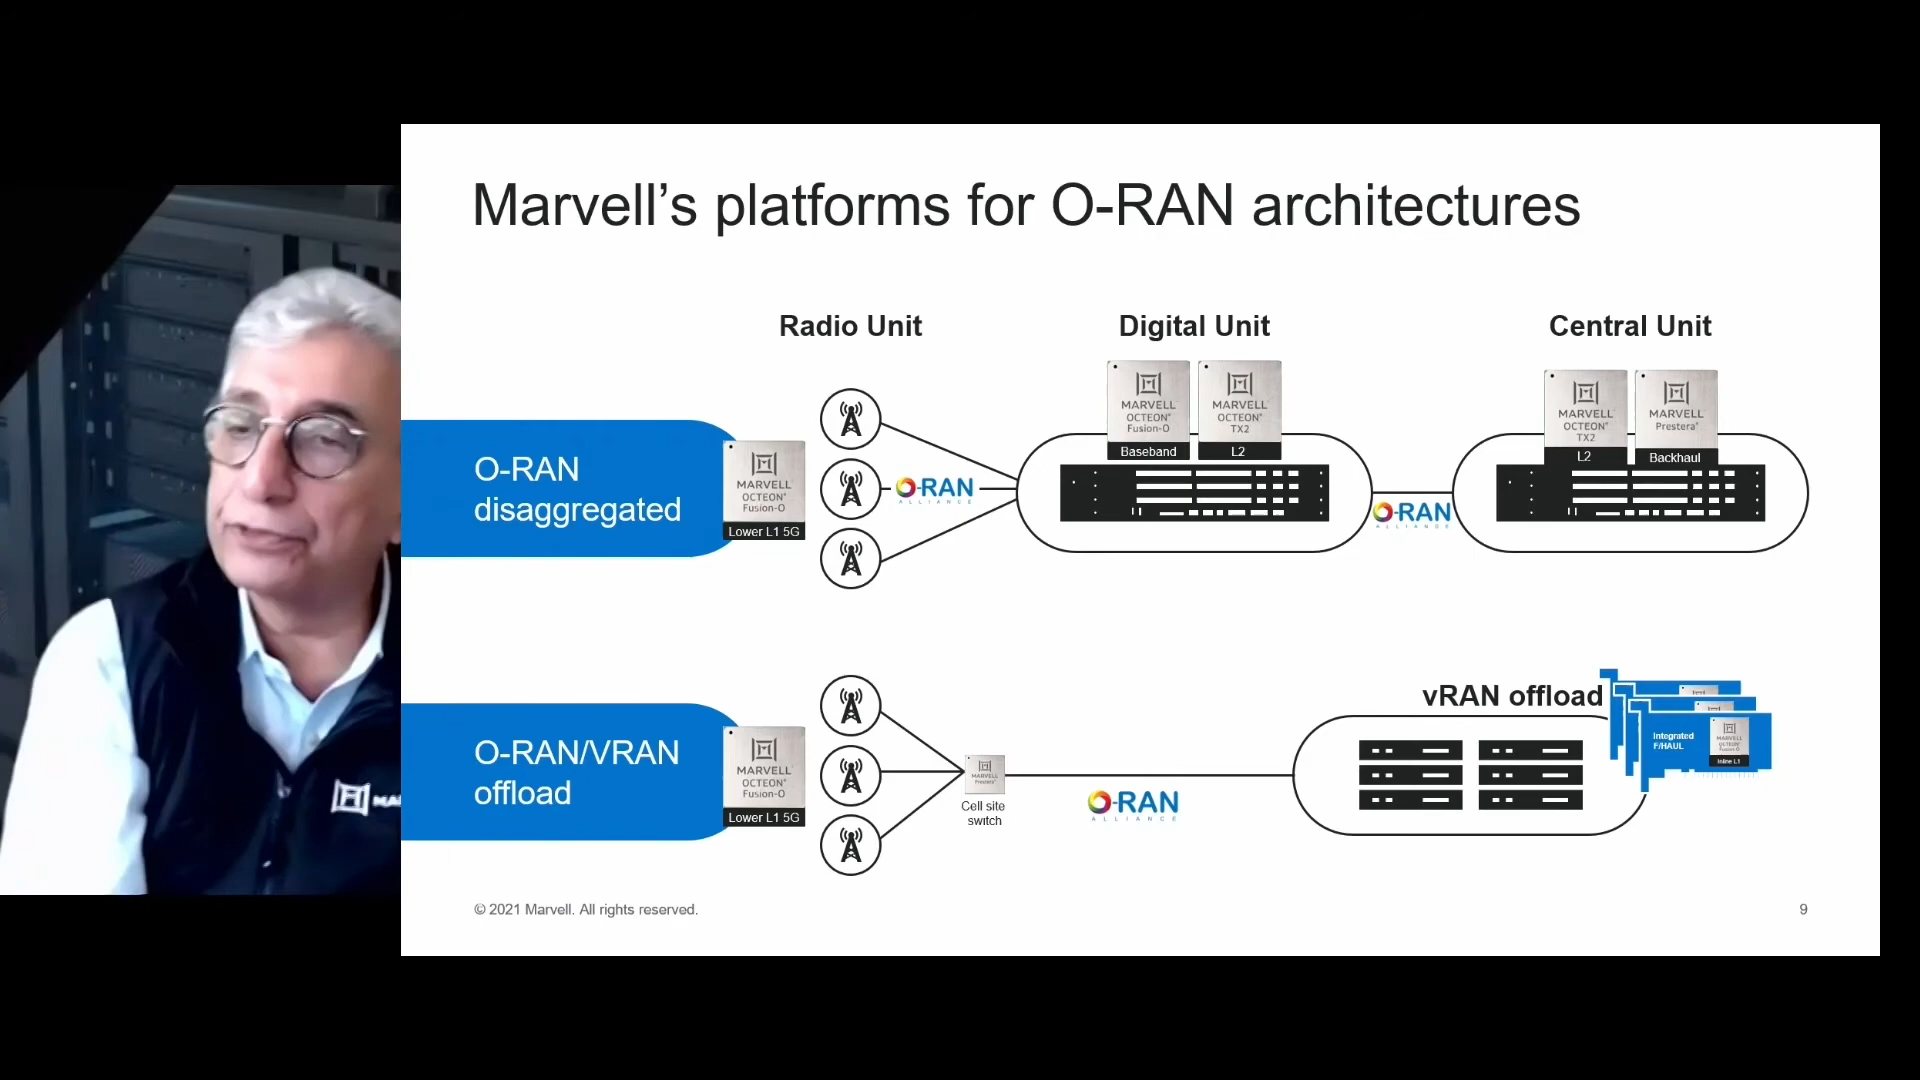 Marvell's platforms for O-RAN architectures
Radio Unit
Digital Unit
Central Unit
MARVELL
OCTEON
Fusion-O
Baseband
MARVELL
OCTEON
TX2
L2
MARVELL
OCTEON
TX2
L2
MARVELL
Prestera
Backhaul
O-RAN
disaggregated
MARVELL
OCTEON
Fusion-O
Lower L1 5G
O-RAN
ALLIANCE
O-RAN
ALLIANCE
vRAN offload
Integrated
F/HAUL
MARVELL
OCTEON
Fusion-O
Inline L1
O-RAN/VRAN
offload
MARVELL
OCTEON
Fusion-O
Lower L1 5G
MARVELL
Prestera
Cell site
switch
O-RAN
ALLIANCE
© 2021 Marvell. All rights reserved.
9